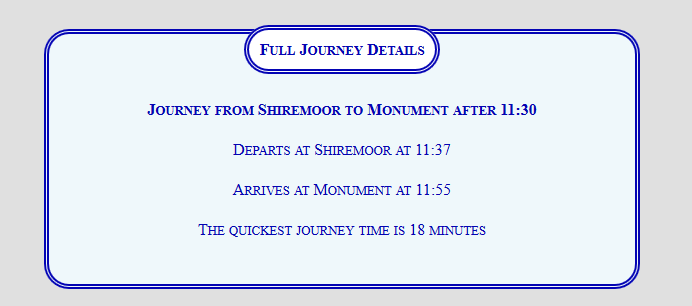 Full Journey Details
Journey from Shiremoor to Monument after 11:30
Departs at Shiremoor at 11:37
Arrives at Monument at 11:55
The quickest journey time is 18 minutes